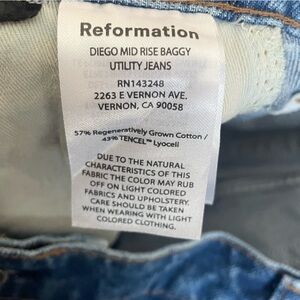 Reformation
DIEGO MID RISE BAGGY
UTILITY JEANS
RN143248
2263 E VERNON AVE.
VERNON, CA 90058
57% Regeneratively Grown Cotton /
43% TENCEL™ Lyocell
DUE TO THE NATURAL
CHARACTERISTICS OF THIS
FABRIC THE COLOR MAY RUB
OFF ON LIGHT COLORED
FABRICS AND UPHOLSTERY.
CARE SHOULD BE TAKEN
WHEN WEARING WITH LIGHT
COLORED CLOTHING.